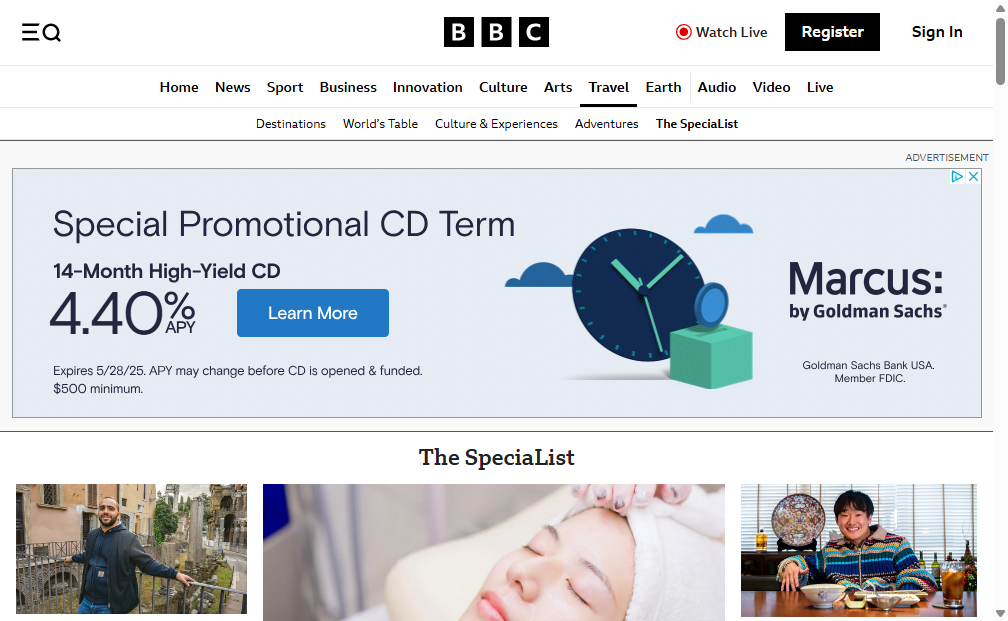 BBC
Watch Live
Register
Sign In
Home News Sport Business Innovation Culture Arts Travel Earth Audio Video Live
Destinations World's Table Culture & Experiences Adventures The SpeciaList
ADVERTISEMENT
Special Promotional CD Term
14-Month High-Yield CD
4.40% APY
Learn More
Expires 5/28/25. APY may change before CD is opened & funded.
$500 minimum.
Marcus:
by Goldman Sachs®
Goldman Sachs Bank USA.
Member FDIC.
The SpeciaList